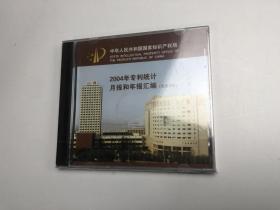 中华人民共和国国家知识产权局
STATE INTELLECTUAL PROPERTY OFFICE OF
THE PEOPLE'S REPUBLIC OF CHINA
2004年专利统计
月报和年报汇编